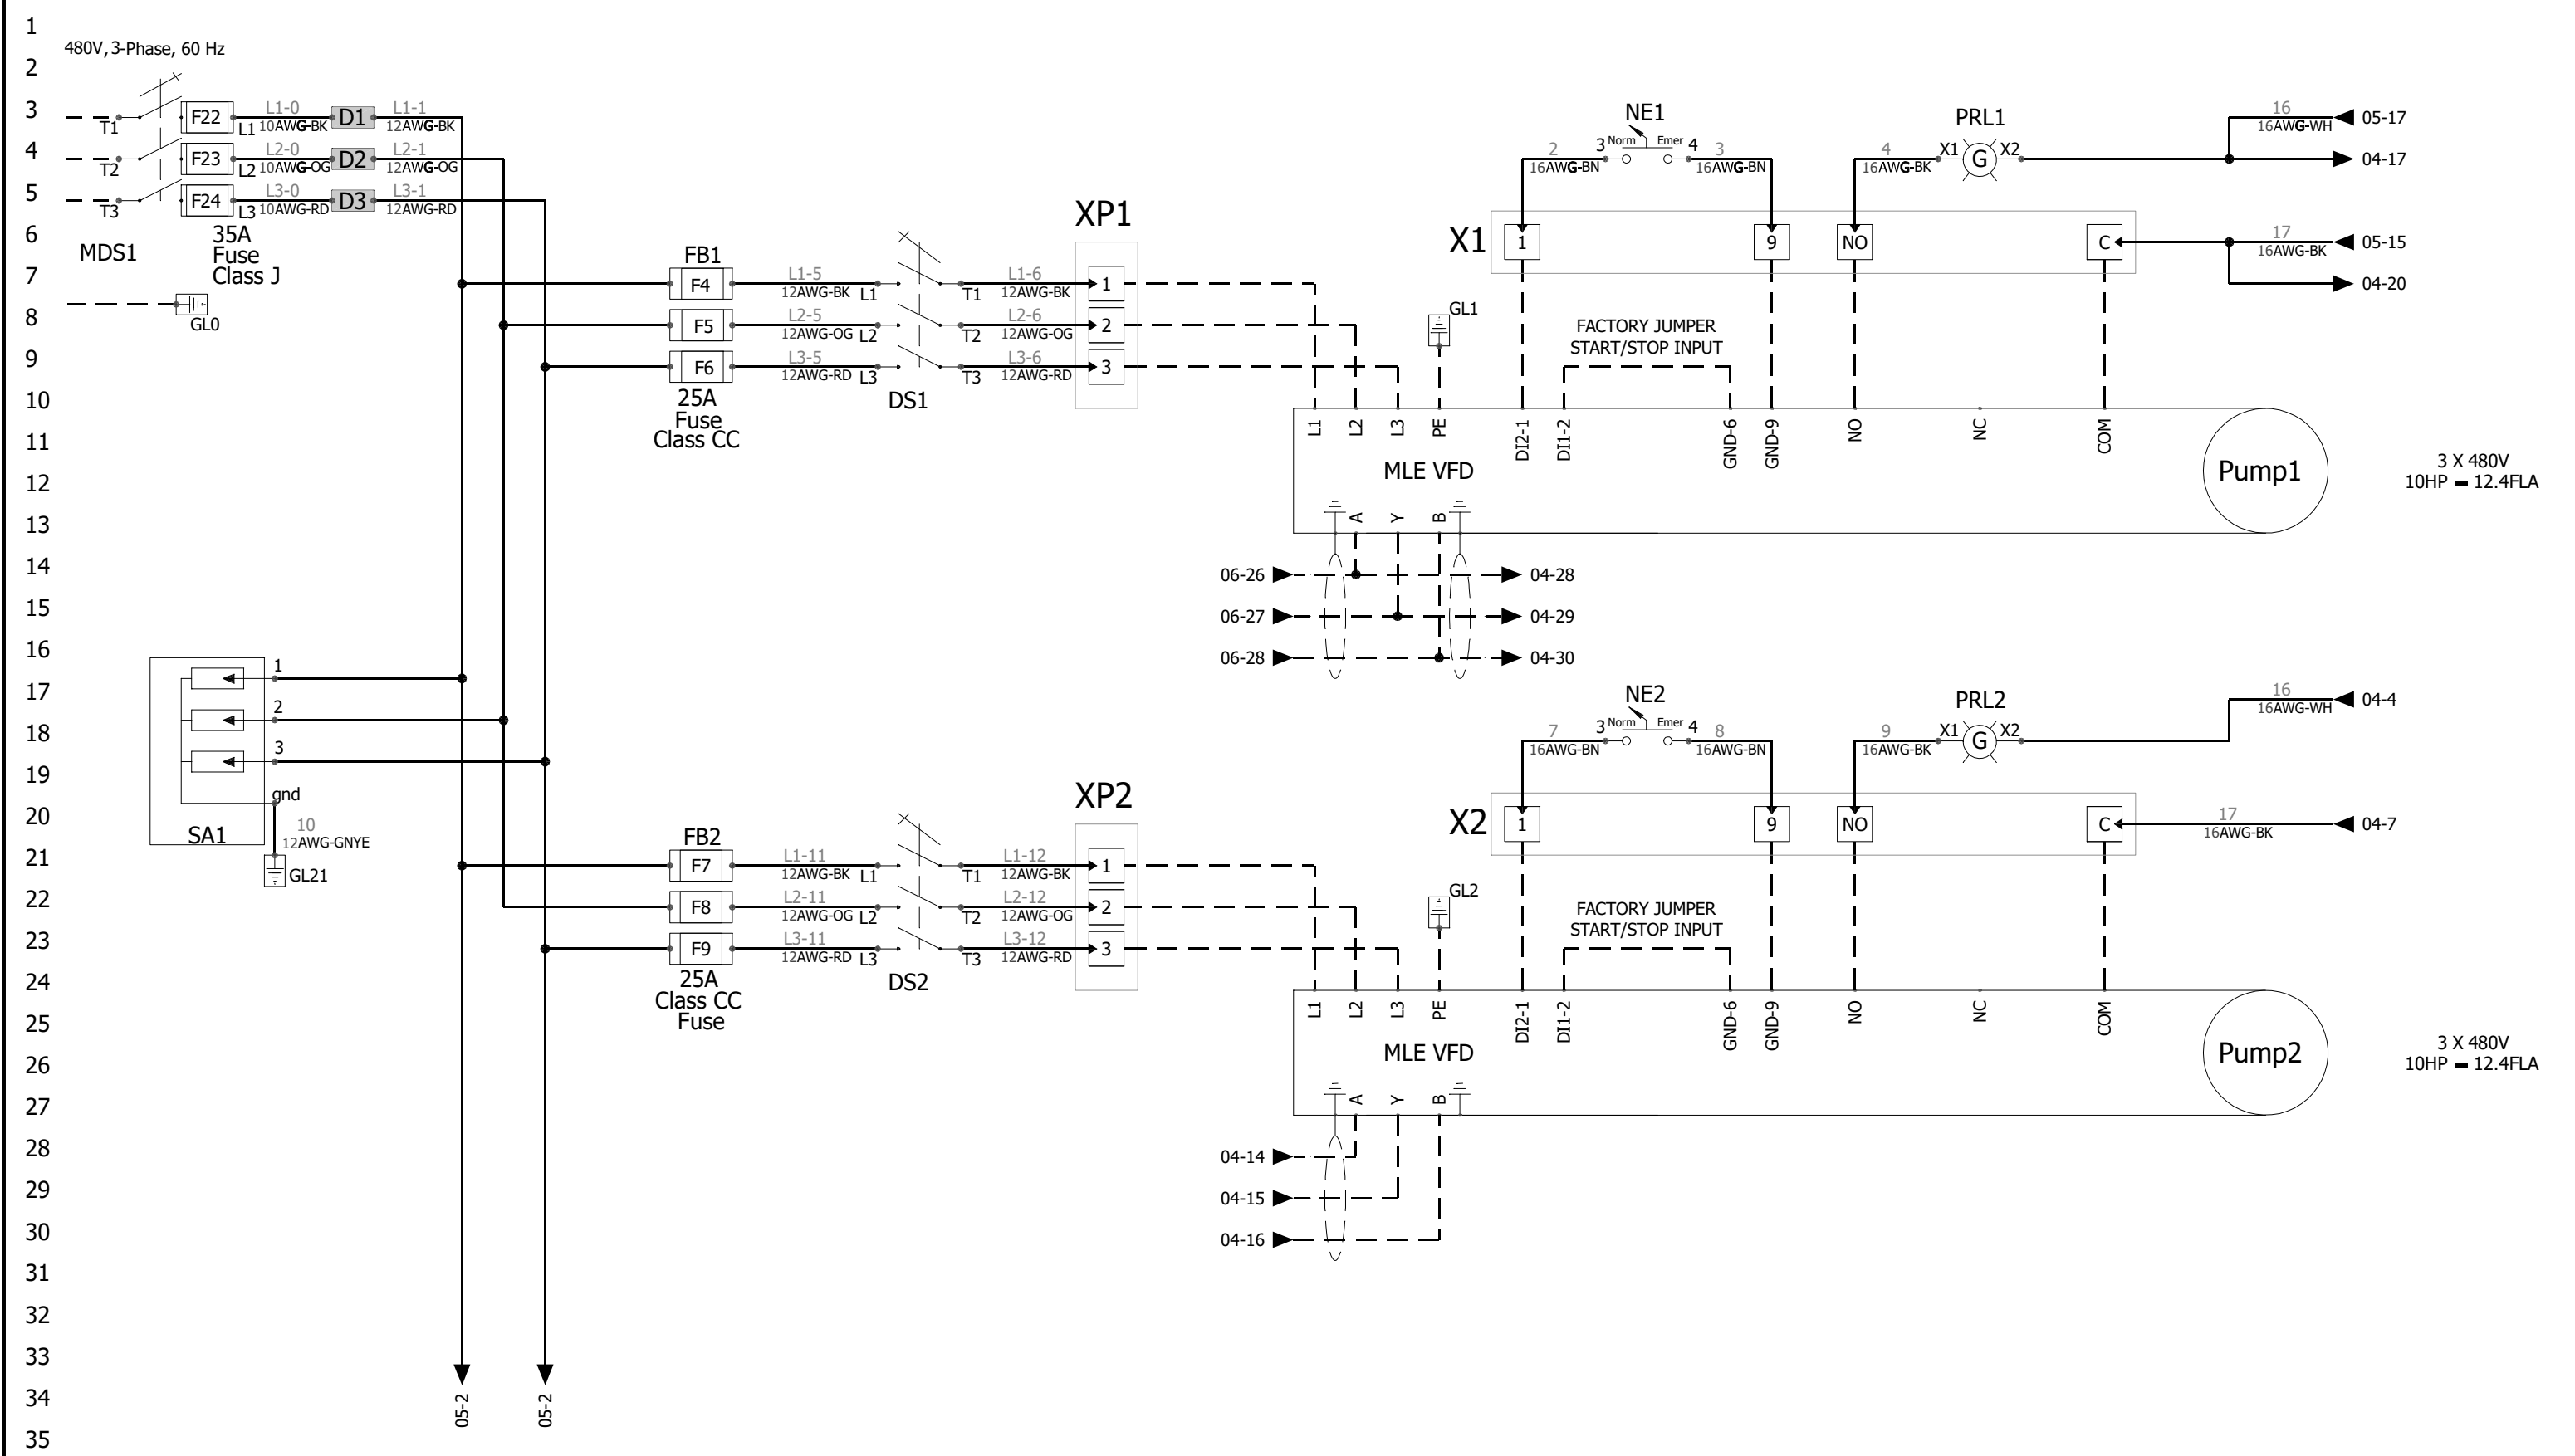 1
2
3
4
5
6
7
8
9
10
11
12
13
14
15
16
17
18
19
20
21
22
23
24
25
26
27
28
29
30
31
32
33
34
35
480V, 3-Phase, 60 Hz
T1
F22
L1
L1-0
10AWG-BK
D1
L1-1
12AWG-BK
T2
F23
L2
L2-0
10AWG-OG
D2
L2-1
12AWG-OG
T3
F24
L3
L3-0
10AWG-RD
D3
L3-1
12AWG-RD
MDS1
35A
Fuse
Class J
GL0
1
2
3
gnd
SA1
10
12AWG-GNYE
GL21
05-2
05-2
FB1
F4
L1-5
12AWG-BK
L1
T1
L1-6
12AWG-BK
F5
L2-5
12AWG-OG
L2
T2
L2-6
12AWG-OG
F6
L3-5
12AWG-RD
L3
T3
L3-6
12AWG-RD
25A
Fuse
Class CC
DS1
XP1
1
2
3
NE1
2
16AWG-BN
3
Norm
Emer
4
3
16AWG-BN
PRL1
4
16AWG-BK
X1
G
X2
16
16AWG-WH
05-17
04-17
X1
1
9
NO
C
17
16AWG-BK
05-15
04-20
GL1
FACTORY JUMPER
START/STOP INPUT
L1
L2
L3
PE
DI2-1
DI1-2
GND-6
GND-9
NO
NC
COM
MLE VFD
Pump1
3 X 480V
10HP - 12.4FLA
A
Y
B
06-26
04-28
06-27
04-29
06-28
04-30
FB2
F7
L1-11
12AWG-BK
L1
T1
L1-12
12AWG-BK
F8
L2-11
12AWG-OG
L2
T2
L2-12
12AWG-OG
F9
L3-11
12AWG-RD
L3
T3
L3-12
12AWG-RD
25A
Class CC
Fuse
DS2
XP2
1
2
3
NE2
7
16AWG-BN
3
Norm
Emer
4
8
16AWG-BN
PRL2
9
16AWG-BK
X1
G
X2
16
16AWG-WH
04-4
X2
1
9
NO
C
17
16AWG-BK
04-7
GL2
FACTORY JUMPER
START/STOP INPUT
L1
L2
L3
PE
DI2-1
DI1-2
GND-6
GND-9
NO
NC
COM
MLE VFD
Pump2
3 X 480V
10HP - 12.4FLA
A
Y
B
04-14
04-15
04-16